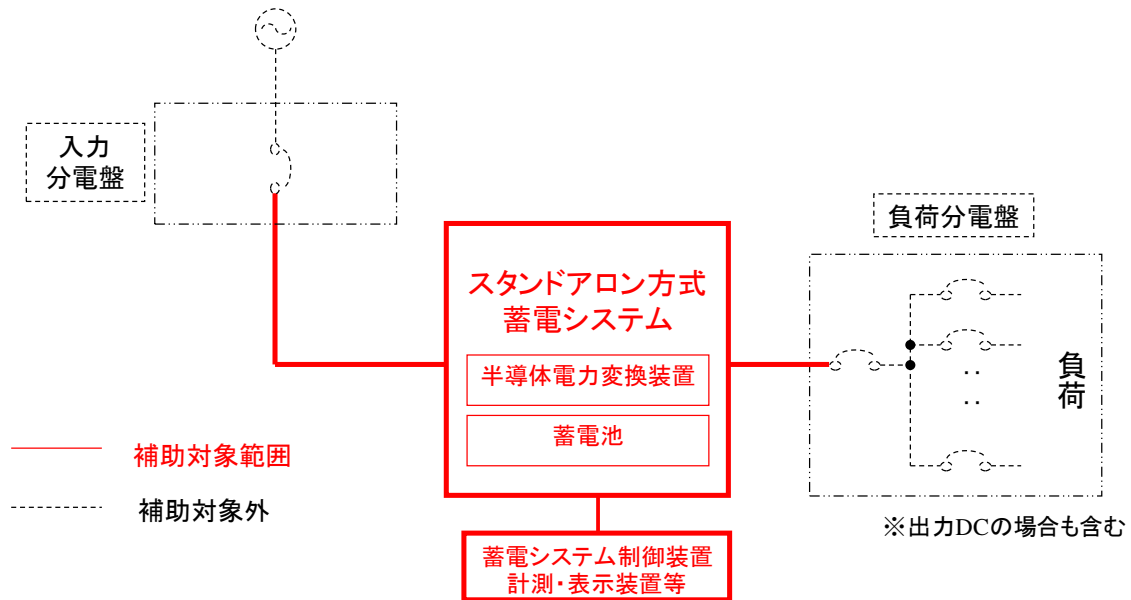 入力
分電盤
負荷分電盤
スタンドアロン方式
蓄電システム
半導体電力変換装置
蓄電池
負
荷
補助対象範囲
補助対象外
※出力DCの場合も含む
蓄電システム制御装置
計測・表示装置等